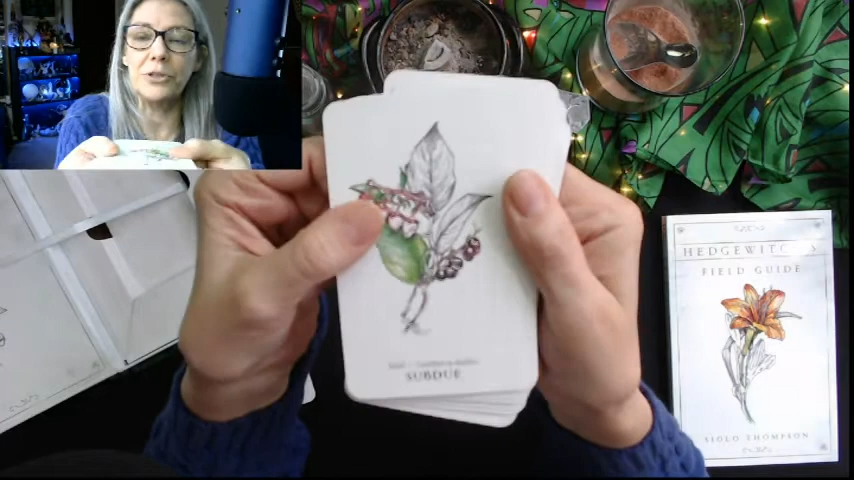 SUBDUE
HEDGEWITCH'S
FIELD GUIDE
SIOLO THOMPSON